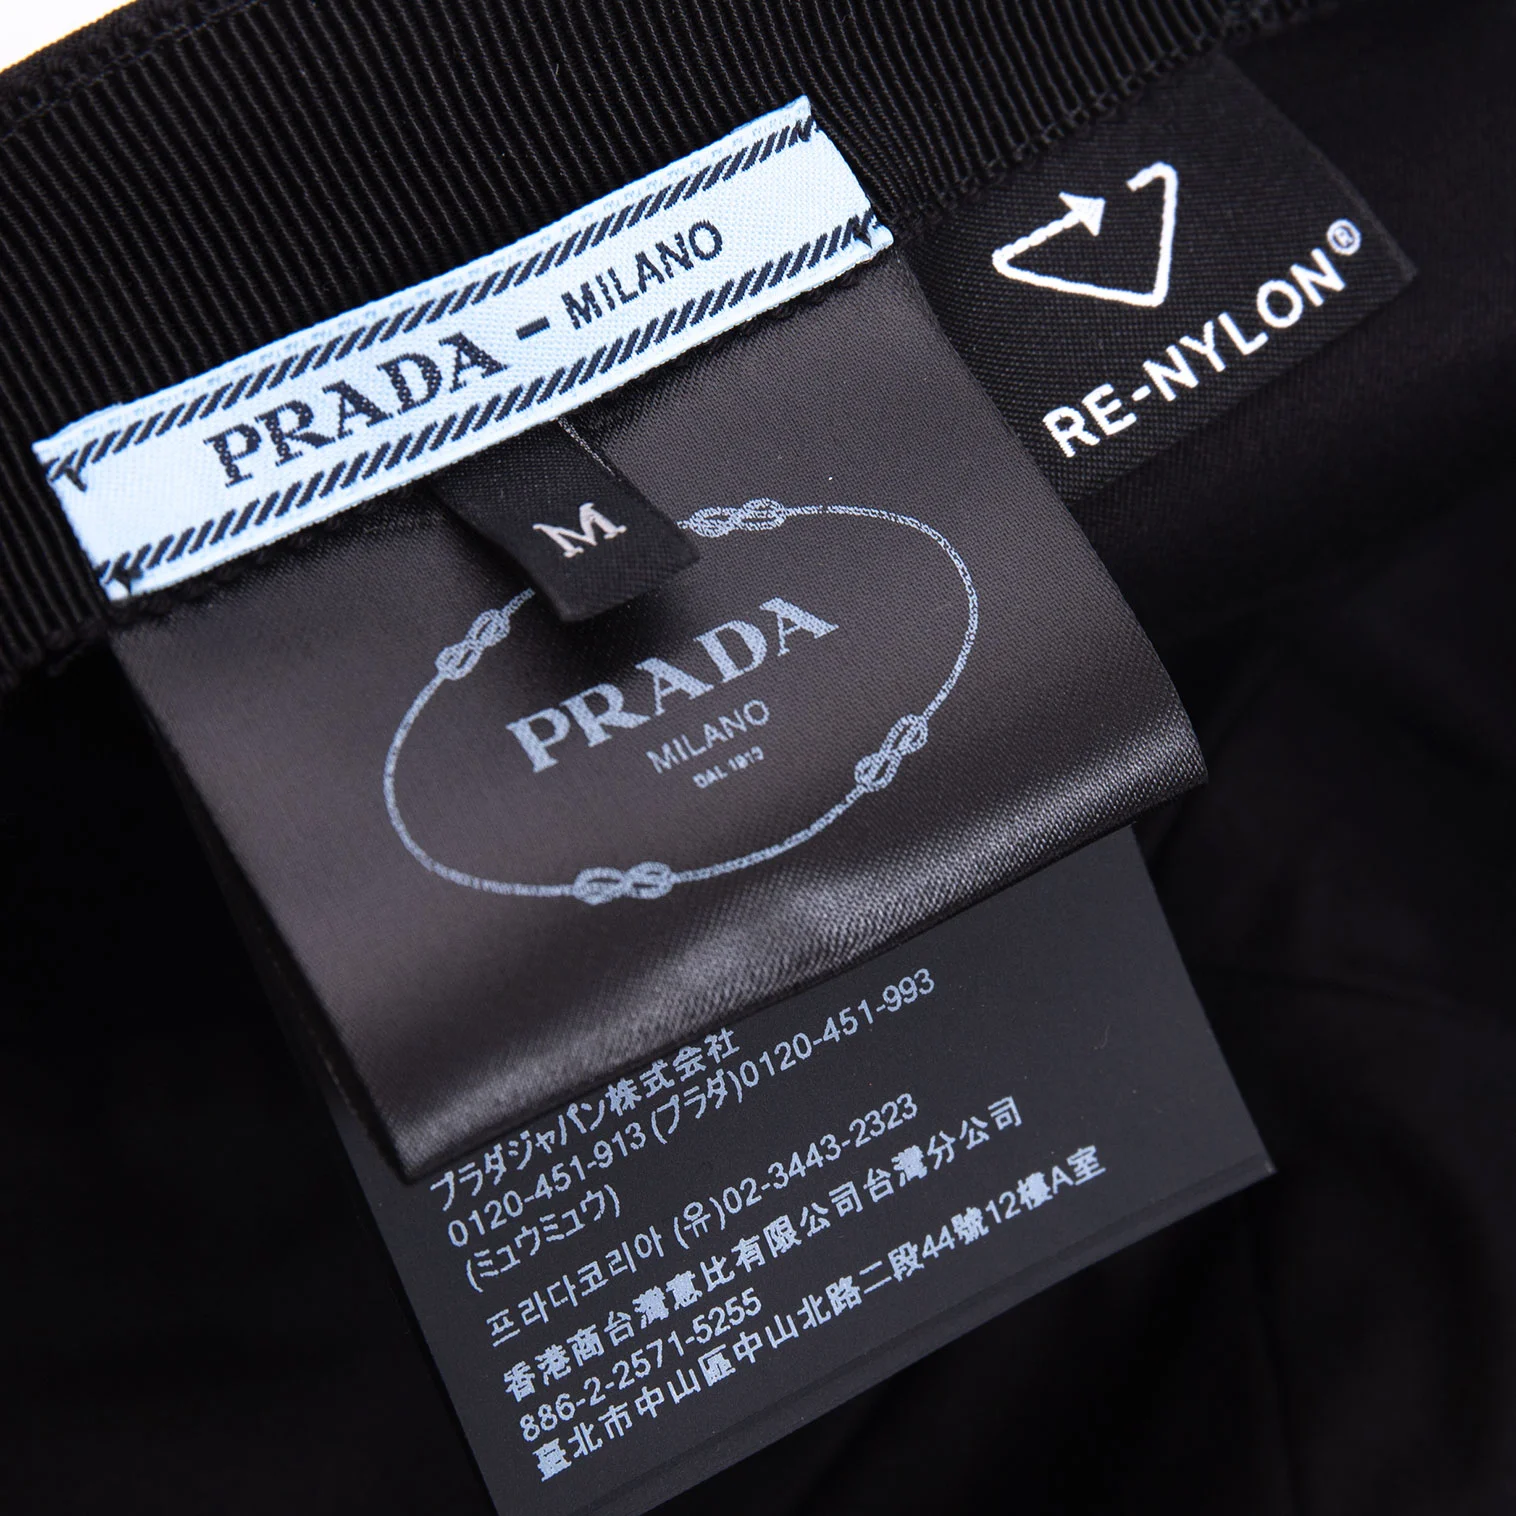 PRADA - MILANO
RE-NYLON®
M
PRADA
MILANO
DAL 1913
プラダジャパン株式会社
0120-451-913 (プラダ)0120-451-993
(ミュウミュウ)
프라다코리아 (유)02-3443-2323
香港商台灣惠比有限公司台灣分公司
886-2-2571-5255
臺北市中山區中山北路二段44號12樓A室